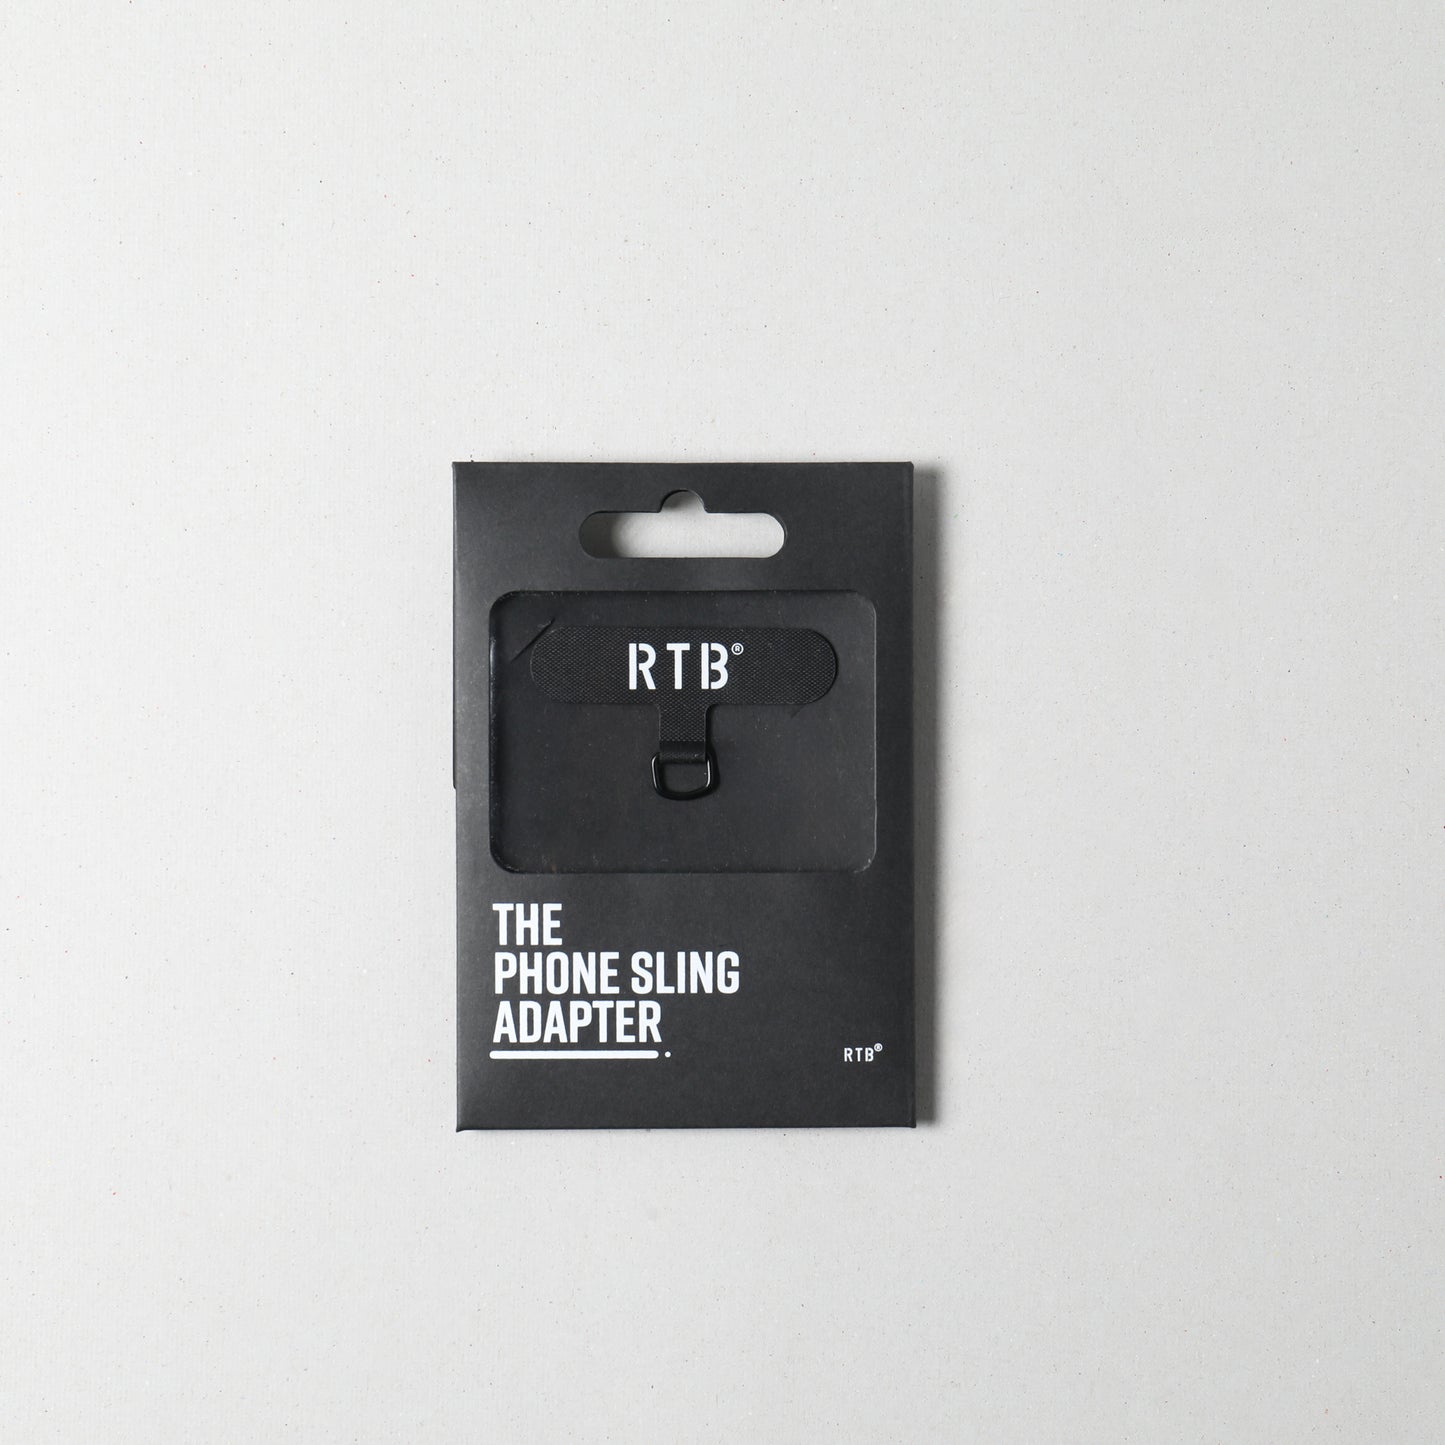 RTB®
THE
PHONE SLING
ADAPTER.
RTB®